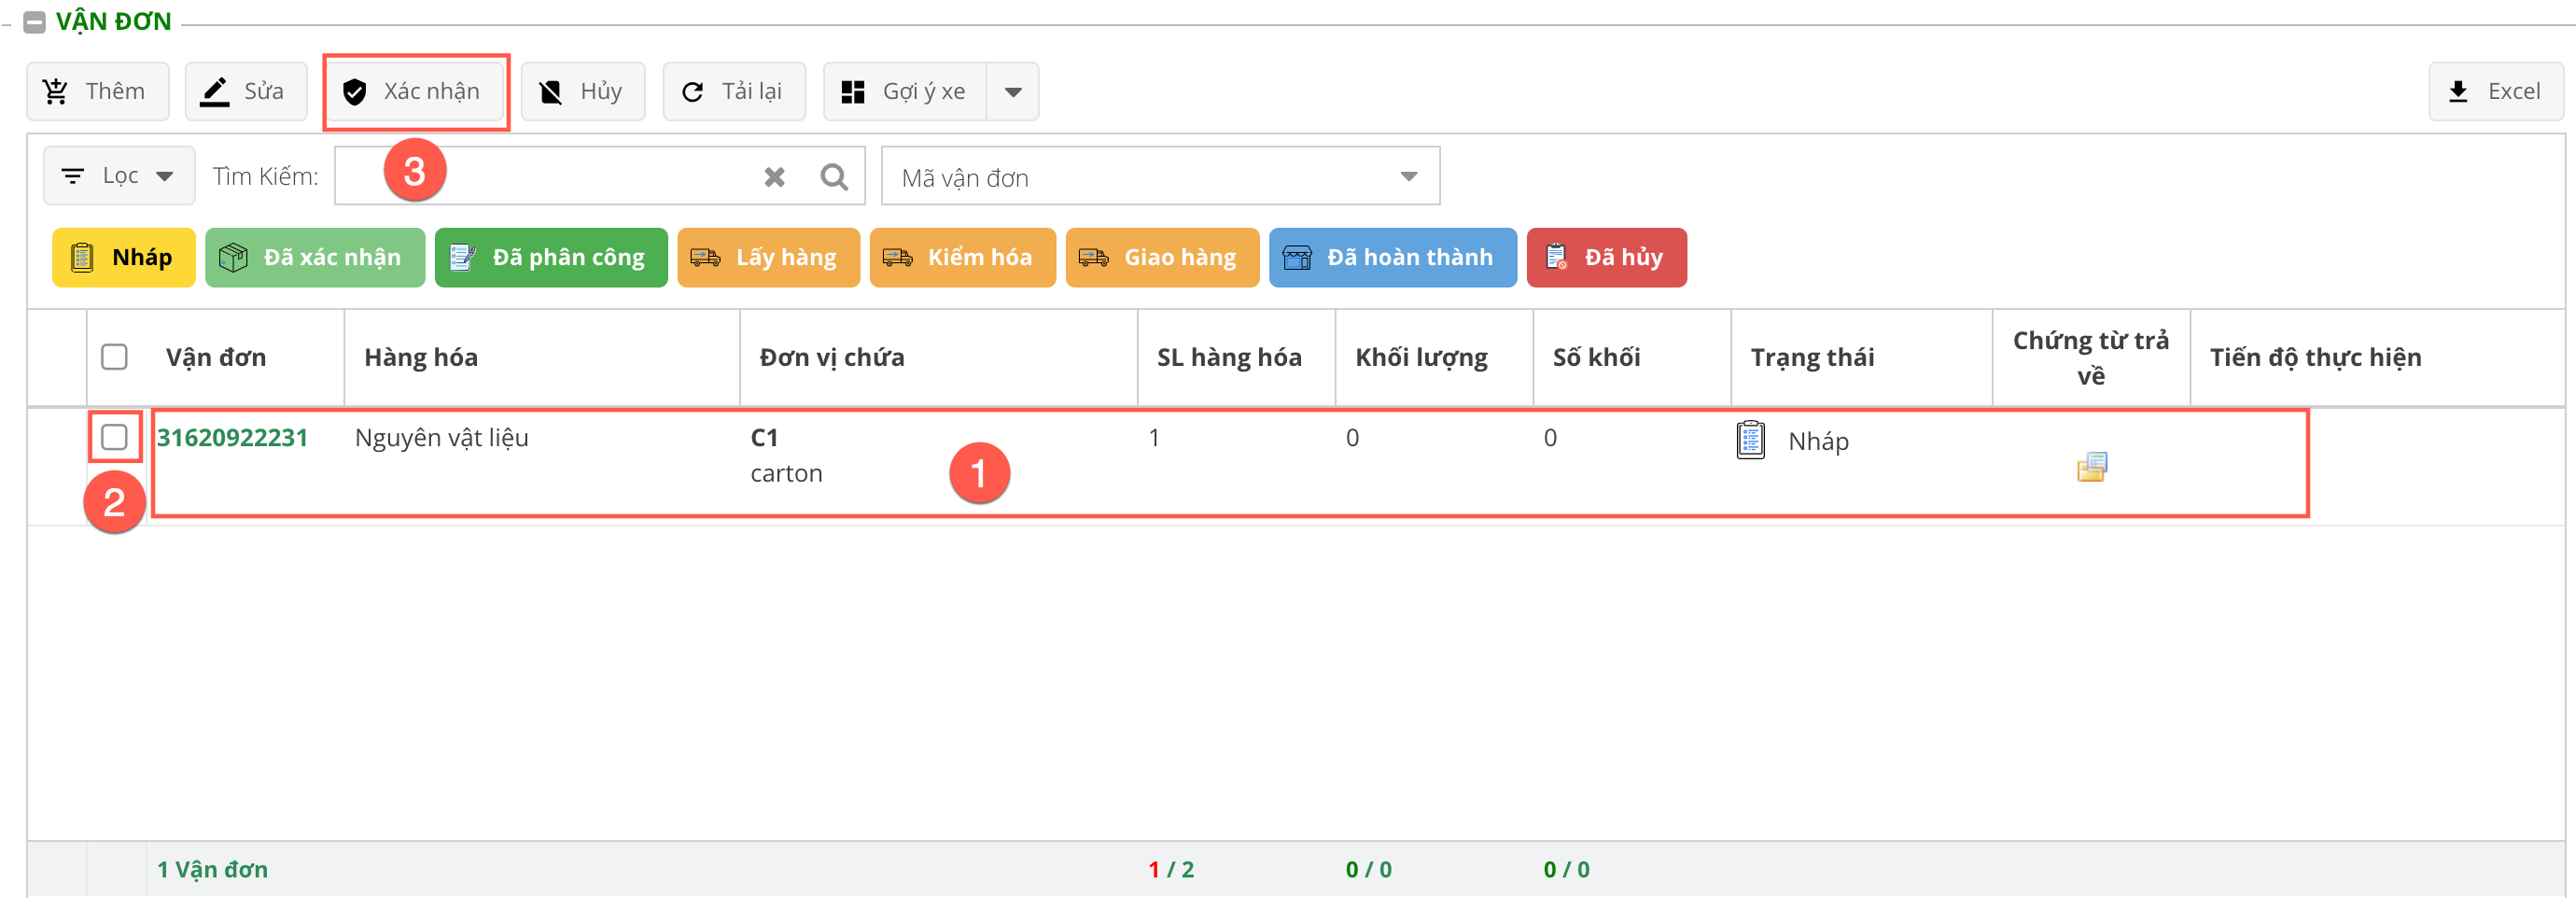 VẬN ĐƠN
Thêm Sửa Xác nhận Hủy Tải lại Gợi ý xe Excel
Lọc Tìm Kiếm: 3 Mã vận đơn
Nháp Đã xác nhận Đã phân công Lấy hàng Kiểm hóa Giao hàng Đã hoàn thành Đã hủy
Vận đơn Hàng hóa Đơn vị chứa SL hàng hóa Khối lượng Số khối Trạng thái Chứng từ trả về Tiến độ thực hiện
31620922231 Nguyên vật liệu C1 1 0 0 Nháp
carton 1
2
1 Vận đơn 1 / 2 0 / 0 0 / 0